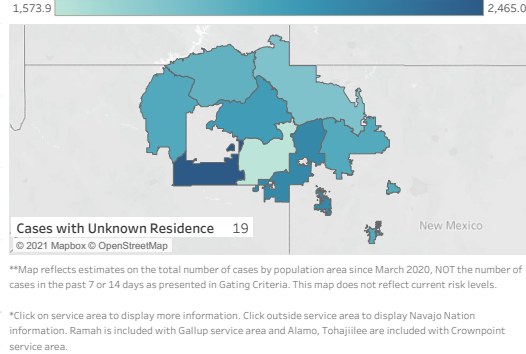 1,573.9 2,465.0
New Mexico
Cases with Unknown Residence 19
© 2021 Mapbox © OpenStreetMap
**Map reflects estimates on the total number of cases by population area since March 2020, NOT the number of
cases in the past 7 or 14 days as presented in Gating Criteria. This map does not reflect current risk levels.
*Click on service area to display more information. Click outside service area to display Navajo Nation
information. Ramah is included with Gallup service area and Alamo, Tohajiilee are included with Crownpoint
service area.